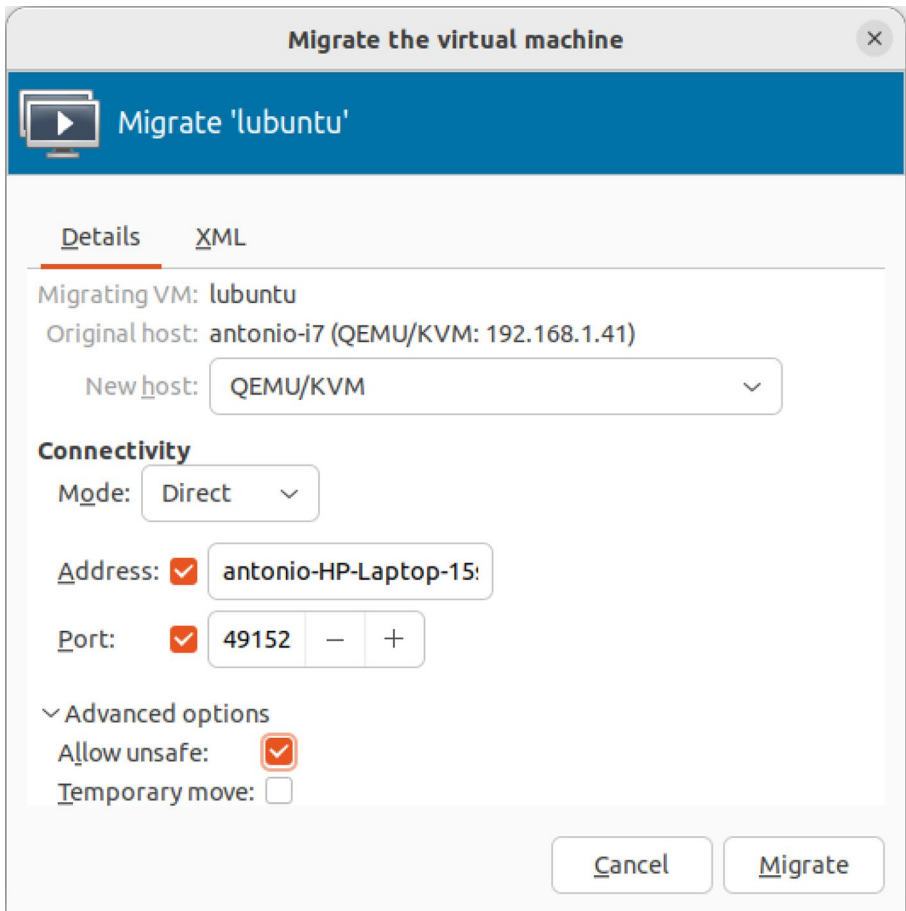 Migrate the virtual machine
Migrate 'lubuntu'
Details XML
Migrating VM: lubuntu
Original host: antonio-i7 (QEMU/KVM: 192.168.1.41)
New host: QEMU/KVM
Connectivity
Mode: Direct
Address: antonio-HP-Laptop-15s
Port: 49152 − +
Advanced options
Allow unsafe:
Temporary move:
Cancel Migrate